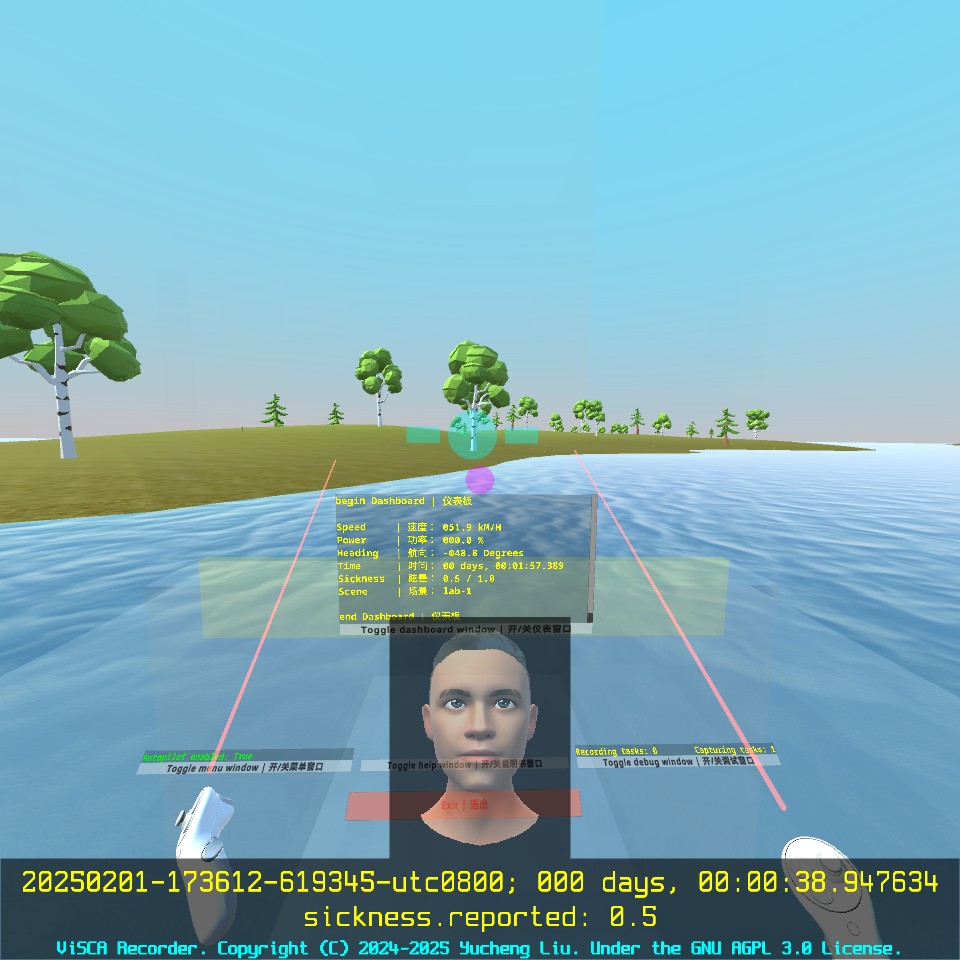 begin Dashboard | 仪表板
Speed | 速度: 051.9 kM/H
Power | 功率: 000.0 %
Heading | 航向: -048.8 Degrees
Time | 时间: 00 days, 00:01:57.389
Sickness | 眩晕: 0.5 / 1.0
Scene | 场景: lab-1
end Dashboard | 仪表板
Toggle dashboard window | 开/关仪表窗口
Autopilot enabled: True
Recording tasks: 0 Capturing tasks: 1
Toggle menu window | 开/关菜单窗口
Toggle help window | 开/关说明书窗口
Toggle debug window | 开/关调试窗口
Exit | 退出
20250201-173612-619345-utc0800; 000 days, 00:00:38.947634
sickness.reported: 0.5
ViSCA Recorder. Copyright (C) 2024-2025 Yucheng Liu. Under the GNU AGPL 3.0 License.